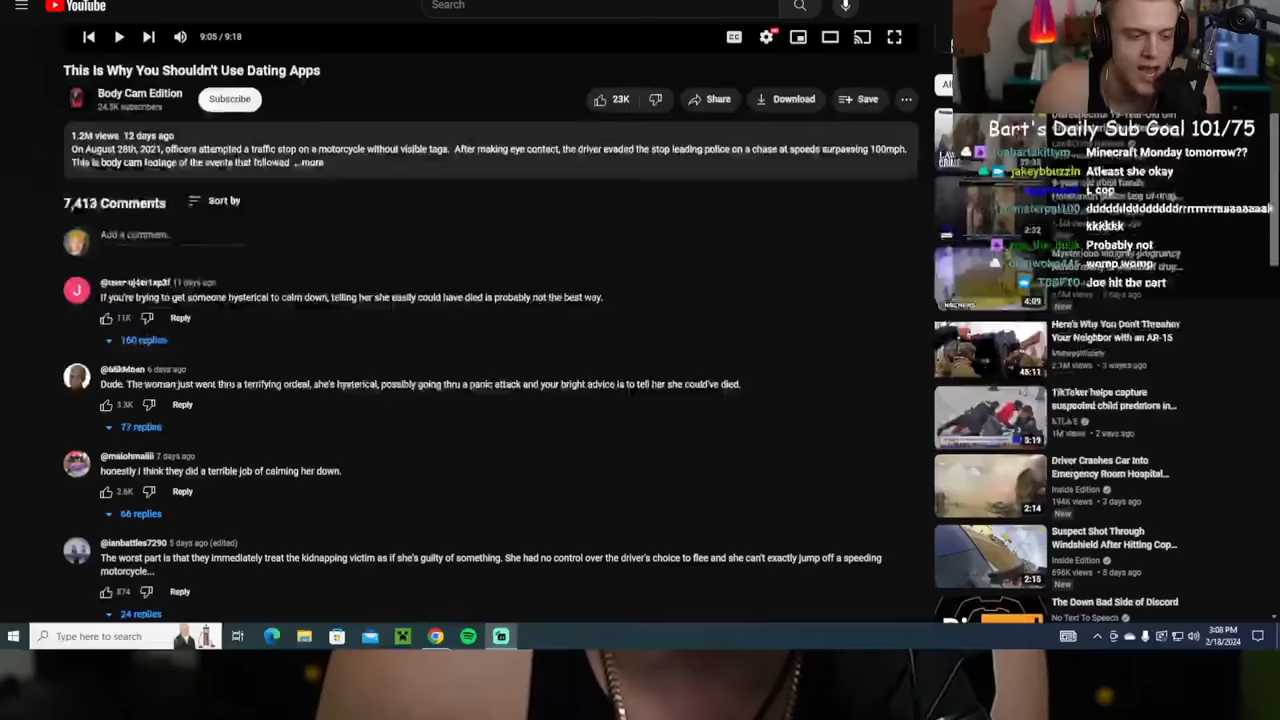 YouTube
Search
9:05 / 9:18
This Is Why You Shouldn't Use Dating Apps
Body Cam Edition
24.5K subscribers
Subscribe
23K
Share
Download
Save
1.2M views 12 days ago
On August 28th, 2021, officers attempted a traffic stop on a motorcycle without visible tags. After making eye contact, the driver evaded the stop leading police on a chase at speeds surpassing 100mph.
This is body cam footage of the events that followed ...more
7,413 Comments
Sort by
Add a comment...
11 days ago
If you're trying to get someone hysterical to calm down, telling her she easily could have died is probably not the best way.
11K
Reply
160 replies
6 days ago
Dude. The woman just went thru a terrifying ordeal, she's hysterical, possibly going thru a panic attack and your bright advice is to tell her she could've died.
3.3K
Reply
77 replies
7 days ago
honestly I think they did a terrible job of calming her down.
2.6K
Reply
66 replies
@ianbattles7290 5 days ago (edited)
The worst part is that they immediately treat the kidnapping victim as if she's guilty of something. She had no control over the driver's choice to flee and she can't exactly jump off a speeding
motorcycle...
874
Reply
24 replies
Bart's Daily Sub Goal 101/75
Minecraft Monday tomorrow??
jakeybbuzzin Atleast she okay
L cop
kkkkk
Probably not
womp womp
Joe hit the cart
2:32
4:09
New
Here's Why You Don't Threaten
Your Neighbor with an AR-15
2.1M views 3 weeks ago
45:11
TikToker helps capture
suspected child predators in...
ATLAS
1M views 2 years ago
5:19
Driver Crashes Car Into
Emergency Room Hospital...
Inside Edition
194K views 3 days ago
New
2:14
Suspect Shot Through
Windshield After Hitting Cop...
Inside Edition
696K views 5 days ago
New
2:15
The Down Bad Side of Discord
No Text To Speech
Type here to search
3:08 PM
2/18/2024